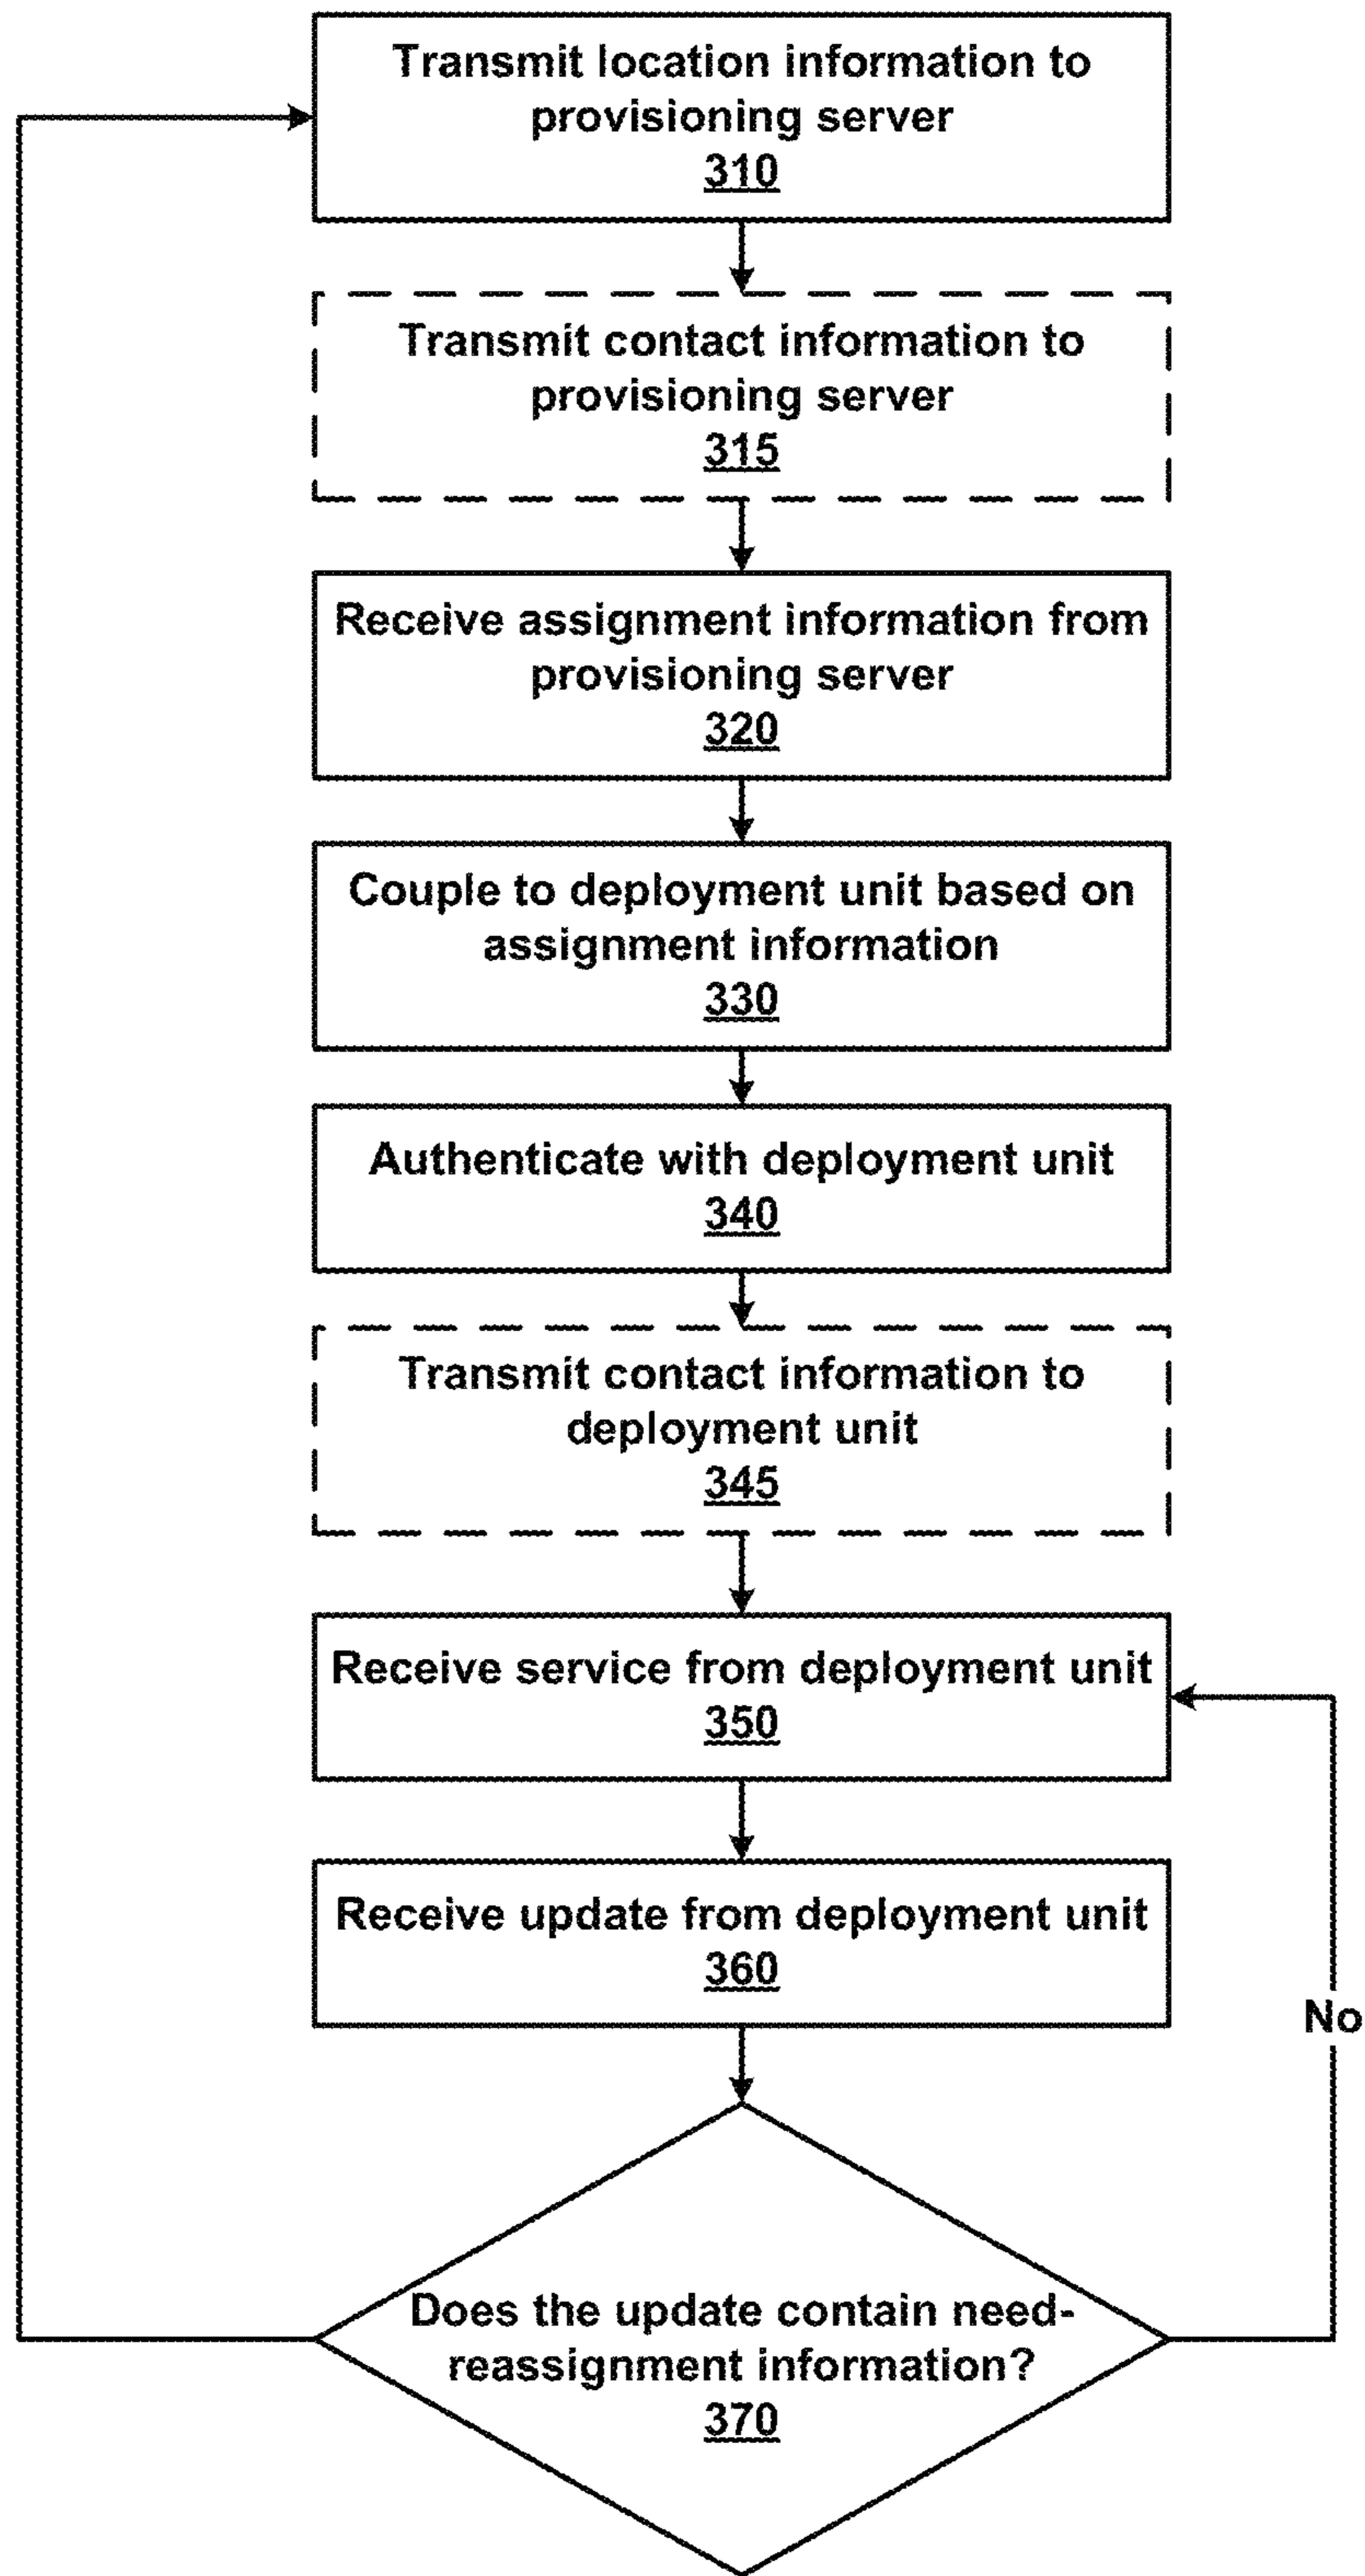 Transmit location information to
provisioning server
310
Transmit contact information to
provisioning server
315
Receive assignment information from
provisioning server
320
Couple to deployment unit based on
assignment information
330
Authenticate with deployment unit
340
Transmit contact information to
deployment unit
345
Receive service from deployment unit
350
Receive update from deployment unit
360
No
Does the update contain need-
reassignment information?
370